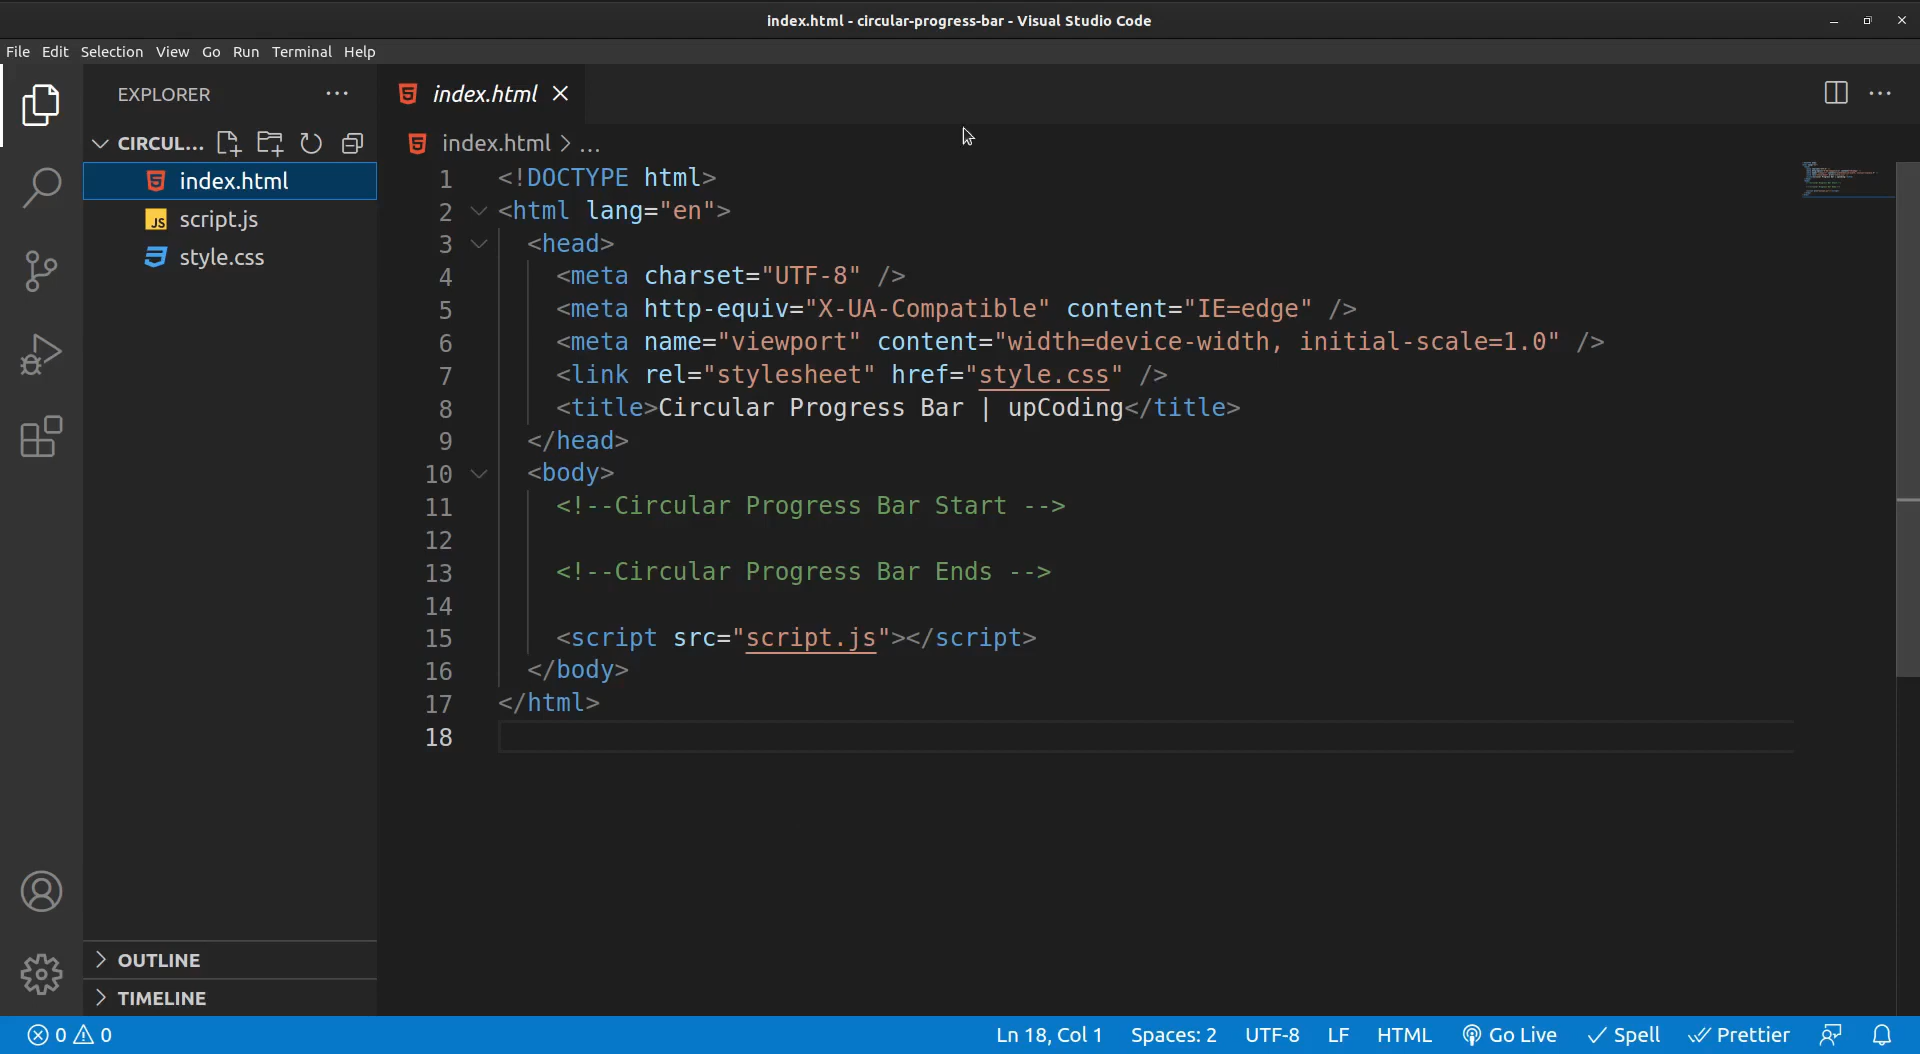 index.html - circular-progress-bar - Visual Studio Code
File Edit Selection View Go Run Terminal Help
EXPLORER
CIRCUL...
index.html
script.js
style.css
OUTLINE
TIMELINE
index.html
index.html > ...
1 <!DOCTYPE html>
2 <html lang="en">
3 <head>
4 <meta charset="UTF-8" />
5 <meta http-equiv="X-UA-Compatible" content="IE=edge" />
6 <meta name="viewport" content="width=device-width, initial-scale=1.0" />
7 <link rel="stylesheet" href="style.css" />
8 <title>Circular Progress Bar | upCoding</title>
9 </head>
10 <body>
11 <!--Circular Progress Bar Start -->
12
13 <!--Circular Progress Bar Ends -->
14
15 <script src="script.js"></script>
16 </body>
17 </html>
18
0 0 Ln 18, Col 1 Spaces: 2 UTF-8 LF HTML Go Live Spell Prettier